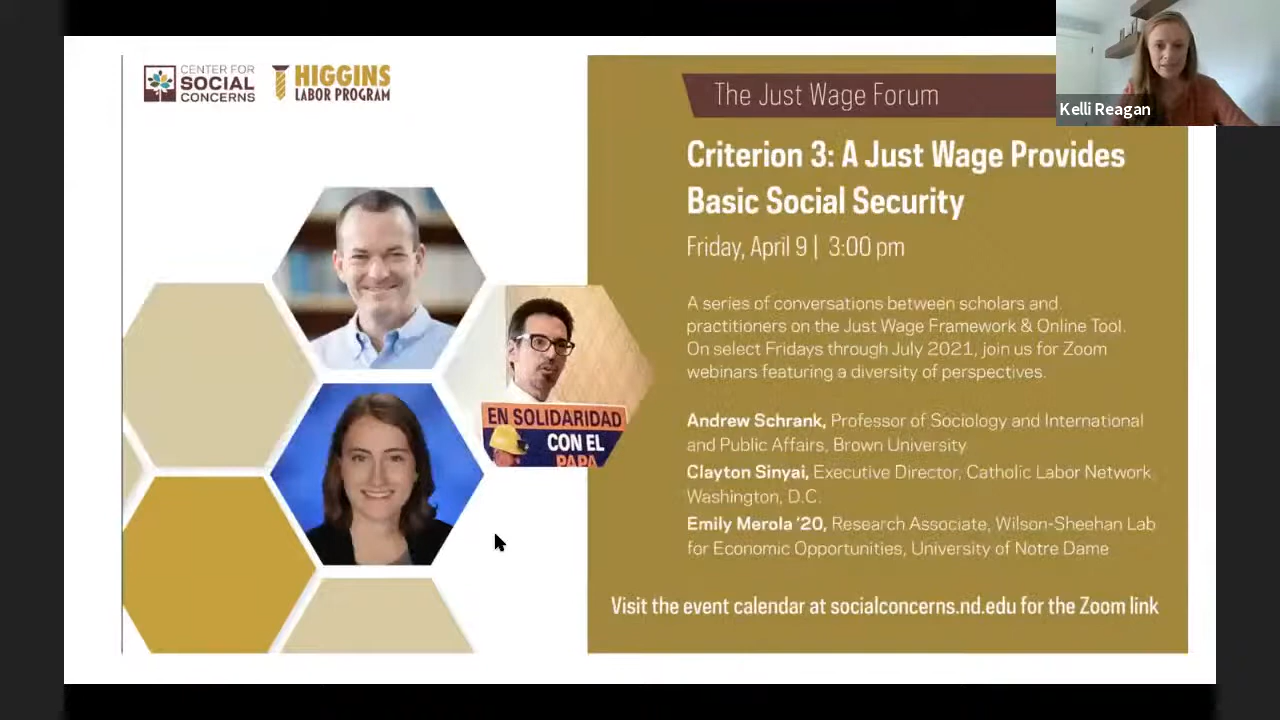 CENTER FOR
SOCIAL
CONCERNS
HIGGINS
LABOR PROGRAM
The Just Wage Forum
Kelli Reagan
Criterion 3: A Just Wage Provides
Basic Social Security
Friday, April 9 | 3:00 pm
A series of conversations between scholars and
practitioners on the Just Wage Framework & Online Tool.
On select Fridays through July 2021, join us for Zoom
webinars featuring a diversity of perspectives.
EN SOLIDARIDAD
CON EL
PAPA
Andrew Schrank, Professor of Sociology and International
and Public Affairs, Brown University
Clayton Sinyai, Executive Director, Catholic Labor Network
Washington, D.C.
Emily Merola ‘20, Research Associate, Wilson-Sheehan Lab
for Economic Opportunities, University of Notre Dame
Visit the event calendar at socialconcerns.nd.edu for the Zoom link